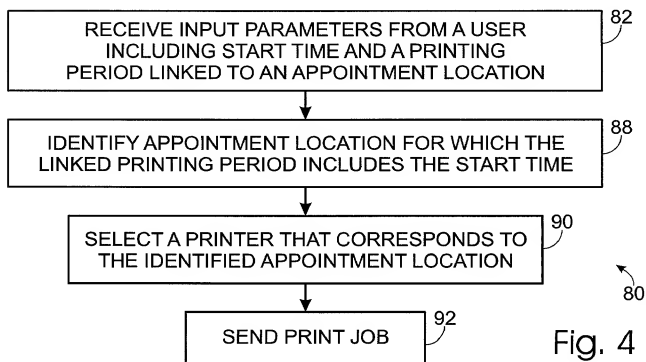 RECEIVE INPUT PARAMETERS FROM A USER
INCLUDING START TIME AND A PRINTING
PERIOD LINKED TO AN APPOINTMENT LOCATION
82
IDENTIFY APPOINTMENT LOCATION FOR WHICH THE
LINKED PRINTING PERIOD INCLUDES THE START TIME
88
SELECT A PRINTER THAT CORRESPONDS TO
THE IDENTIFIED APPOINTMENT LOCATION
90
80
SEND PRINT JOB
92
Fig. 4